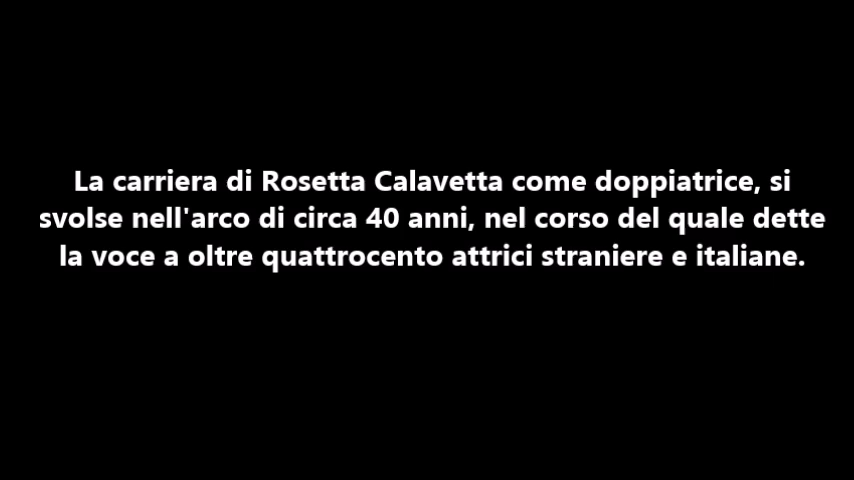 La carriera di Rosetta Calavetta come doppiatrice, si
svolse nell'arco di circa 40 anni, nel corso del quale dette
la voce a oltre quattrocento attrici straniere e italiane.